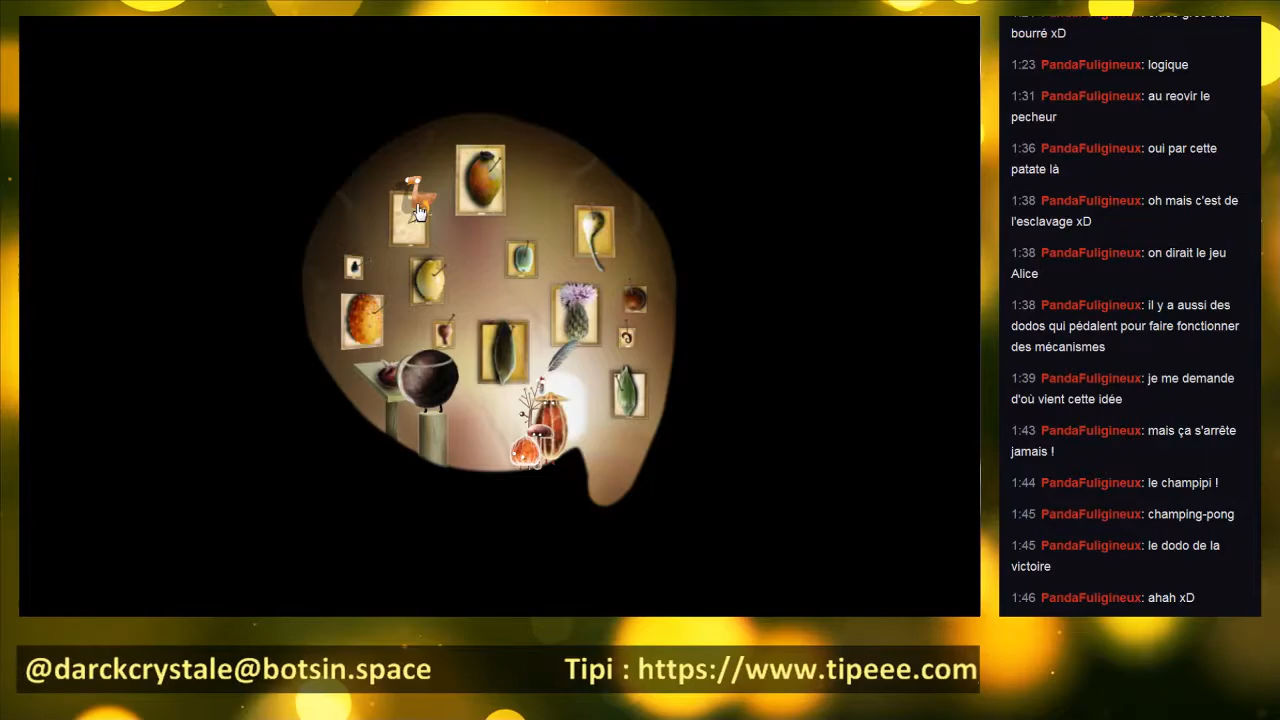 bourré xD
1:23 PandaFuligineux: logique
1:31 PandaFuligineux: au reovir le
pecheur
1:36 PandaFuligineux: oui par cette
patate là
1:38 PandaFuligineux: oh mais c'est de
l'esclavage xD
1:38 PandaFuligineux: on dirait le jeu
Alice
1:38 PandaFuligineux: il y a aussi des
dodos qui pédalent pour faire fonctionner
des mécanismes
1:39 PandaFuligineux: je me demande
d'où vient cette idée
1:43 PandaFuligineux: mais ça s'arrête
jamais !
1:44 PandaFuligineux: le champipi !
1:45 PandaFuligineux: champing-pong
1:45 PandaFuligineux: le dodo de la
victoire
1:46 PandaFuligineux: ahah xD
@darckcrystale@botsin.space
Tipi : https://www.tipeee.com